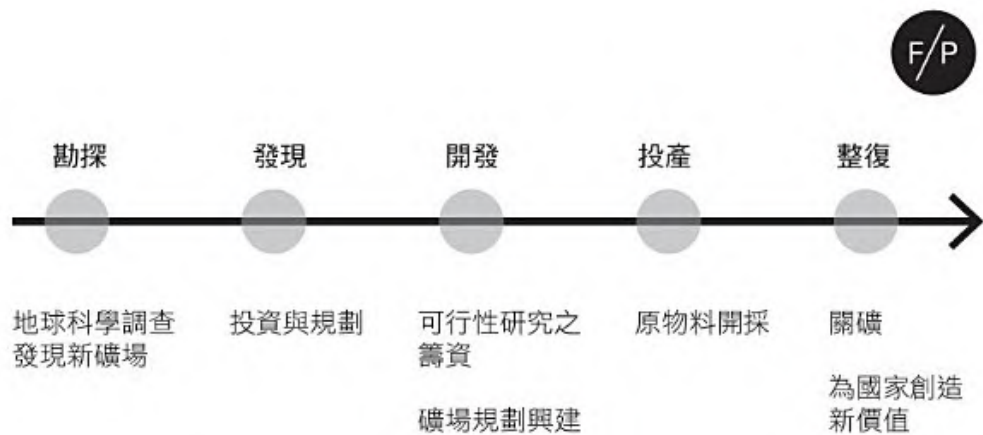 F/P
勘探
發現
開發
投產
整復
地球科學調查
發現新礦場
投資與規劃
可行性研究之
籌資
礦場規劃興建
原物料開採
關礦
為國家創造
新價值